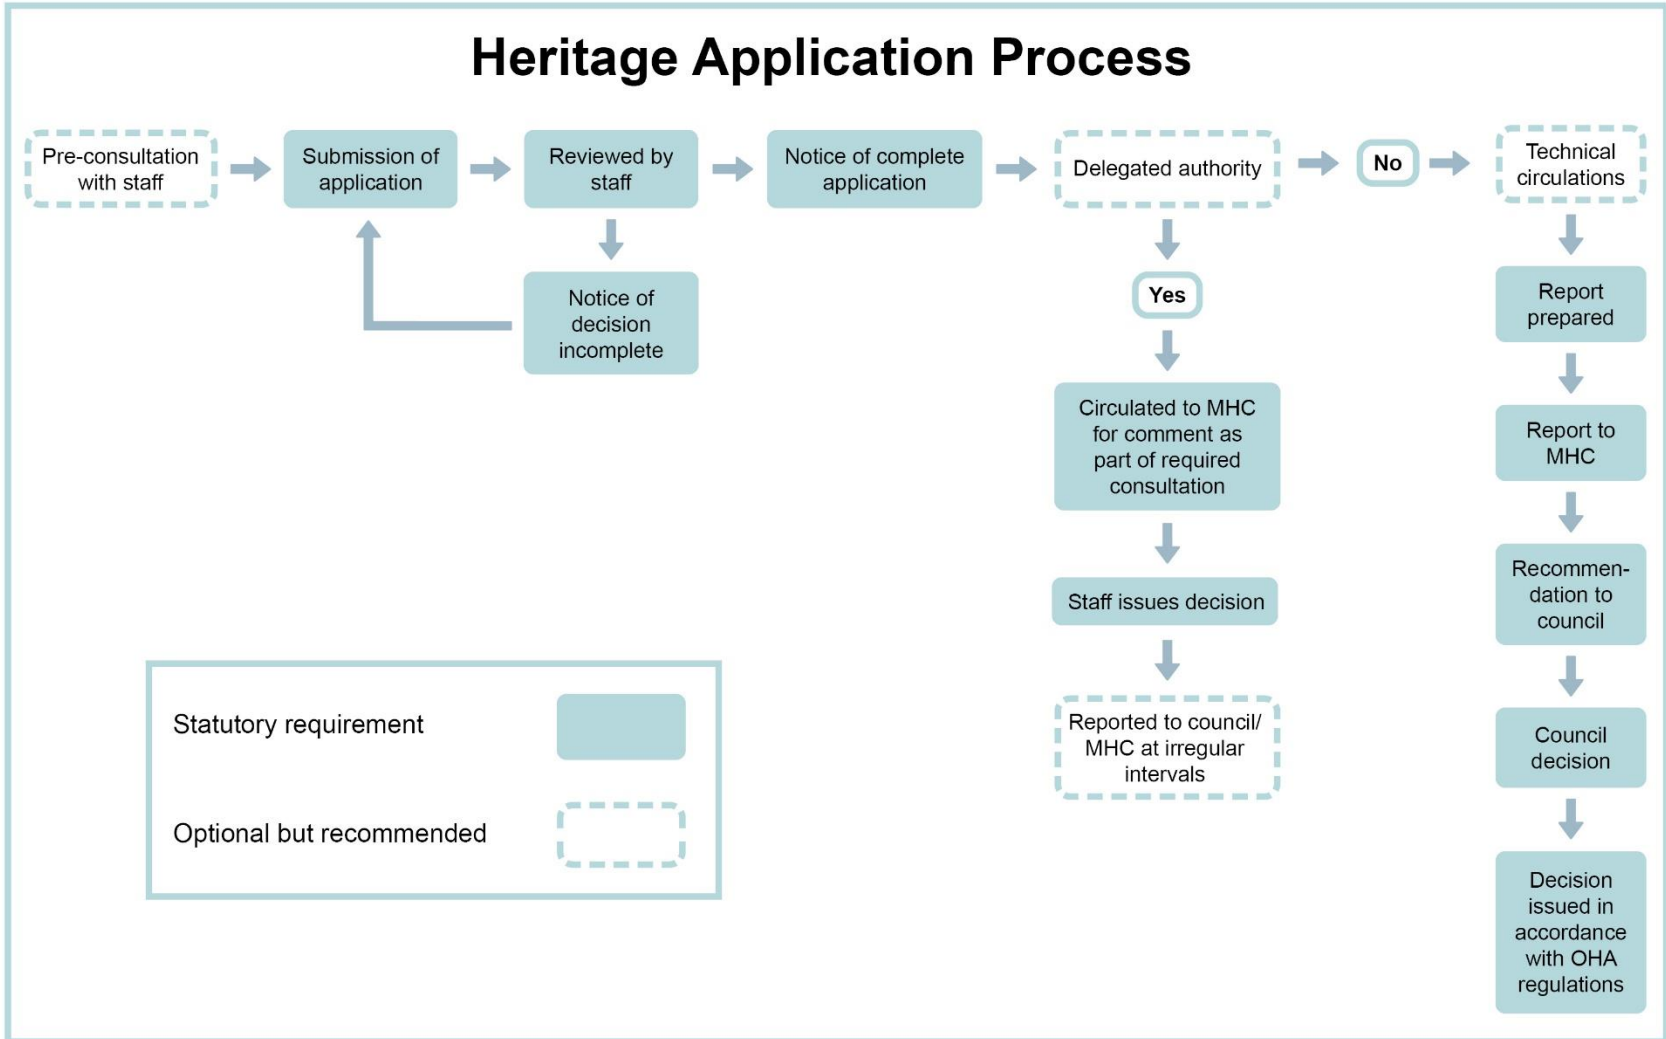 Heritage Application Process
Pre-consultation
with staff
Submission of
application
Reviewed by
staff
Notice of complete
application
Delegated authority
No
Technical
circulations
Notice of
decision
incomplete
Yes
Circulated to MHC
for comment as
part of required
consultation
Staff issues decision
Reported to council/
MHC at irregular
intervals
Report
prepared
Report to
MHC
Recommen-
dation to
council
Council
decision
Decision
issued in
accordance
with OHA
regulations
Statutory requirement
Optional but recommended